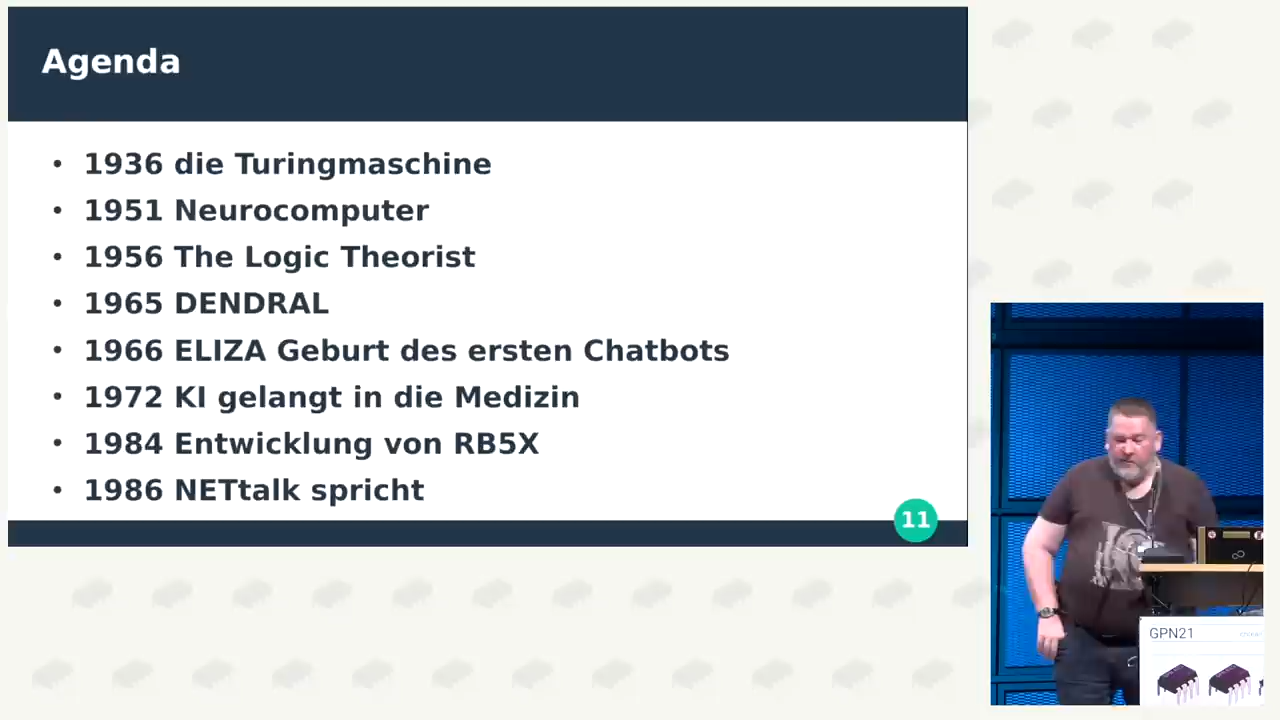 Agenda
• 1936 die Turingmaschine
• 1951 Neurocomputer
• 1956 The Logic Theorist
• 1965 DENDRAL
• 1966 ELIZA Geburt des ersten Chatbots
• 1972 KI gelangt in die Medizin
• 1984 Entwicklung von RB5X
• 1986 NETtalk spricht
11
GPN21